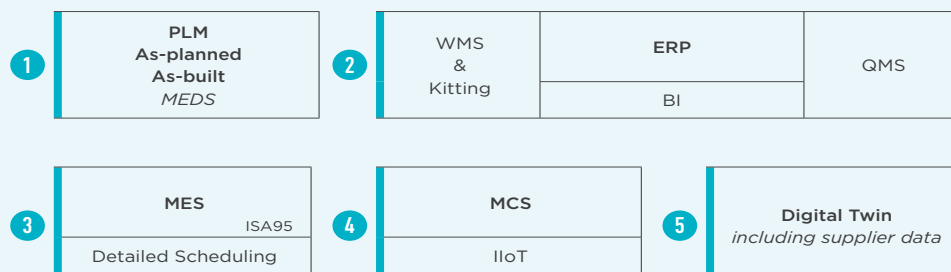 1
PLM
As-planned
As-built
MEDS
2
WMS
&
Kitting
ERP
BI
QMS
3
MES
ISA95
Detailed Scheduling
4
MCS
IIoT
5
Digital Twin
including supplier data